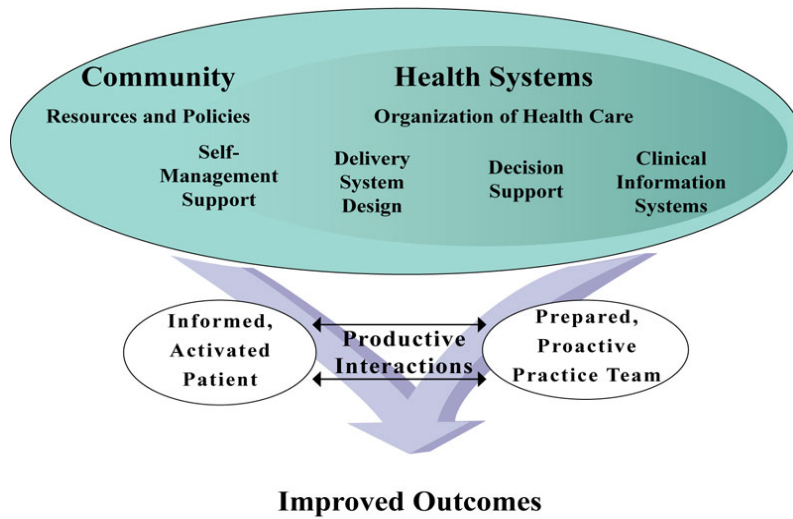 Community
Resources and Policies
Health Systems
Organization of Health Care
Self-
Management
Support
Delivery
System
Design
Decision
Support
Clinical
Information
Systems
Informed,
Activated
Patient
Productive
Interactions
Prepared,
Proactive
Practice Team
Improved Outcomes